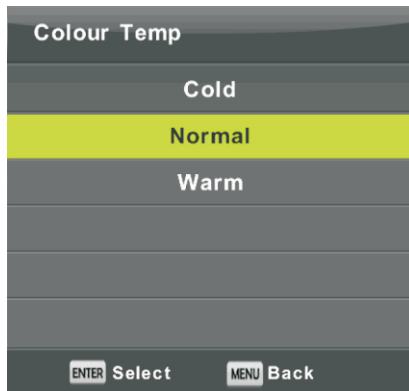 Colour Temp
Cold
Normal
Warm
ENTER Select MENU Back